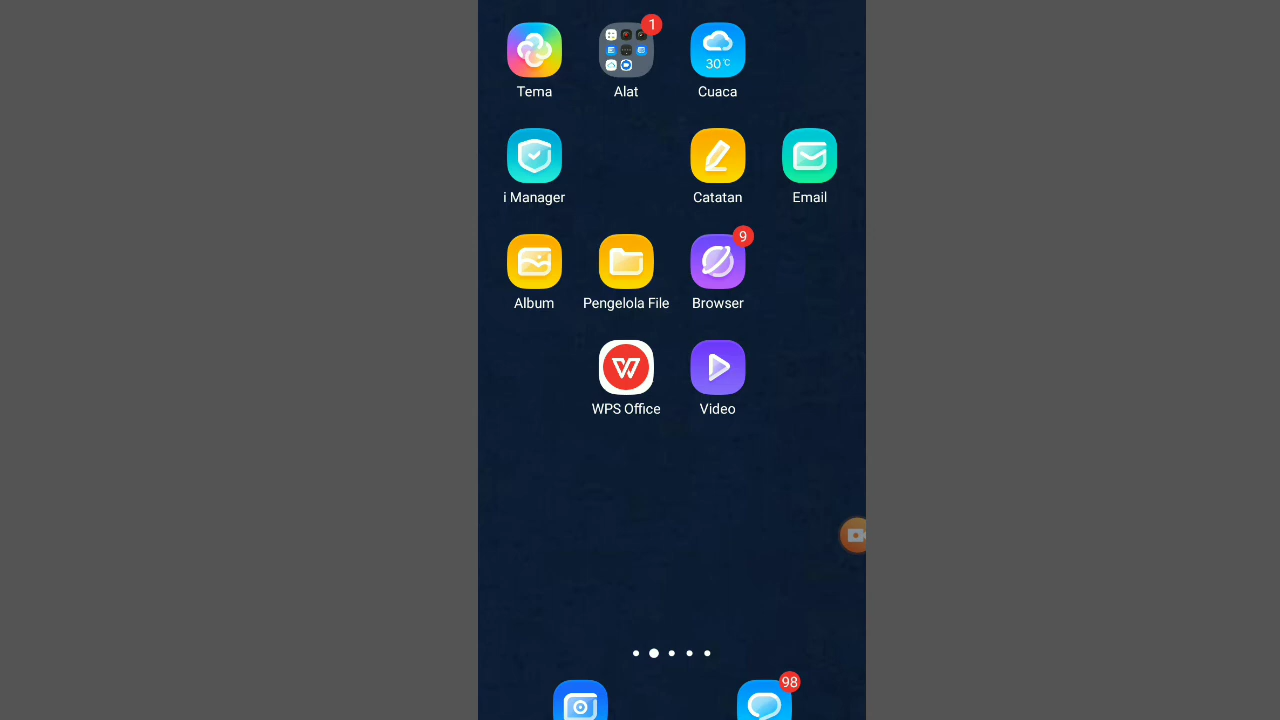 1
30°C
Tema Alat Cuaca
i Manager Catatan Email
9
Album Pengelola File Browser
WPS Office Video
98